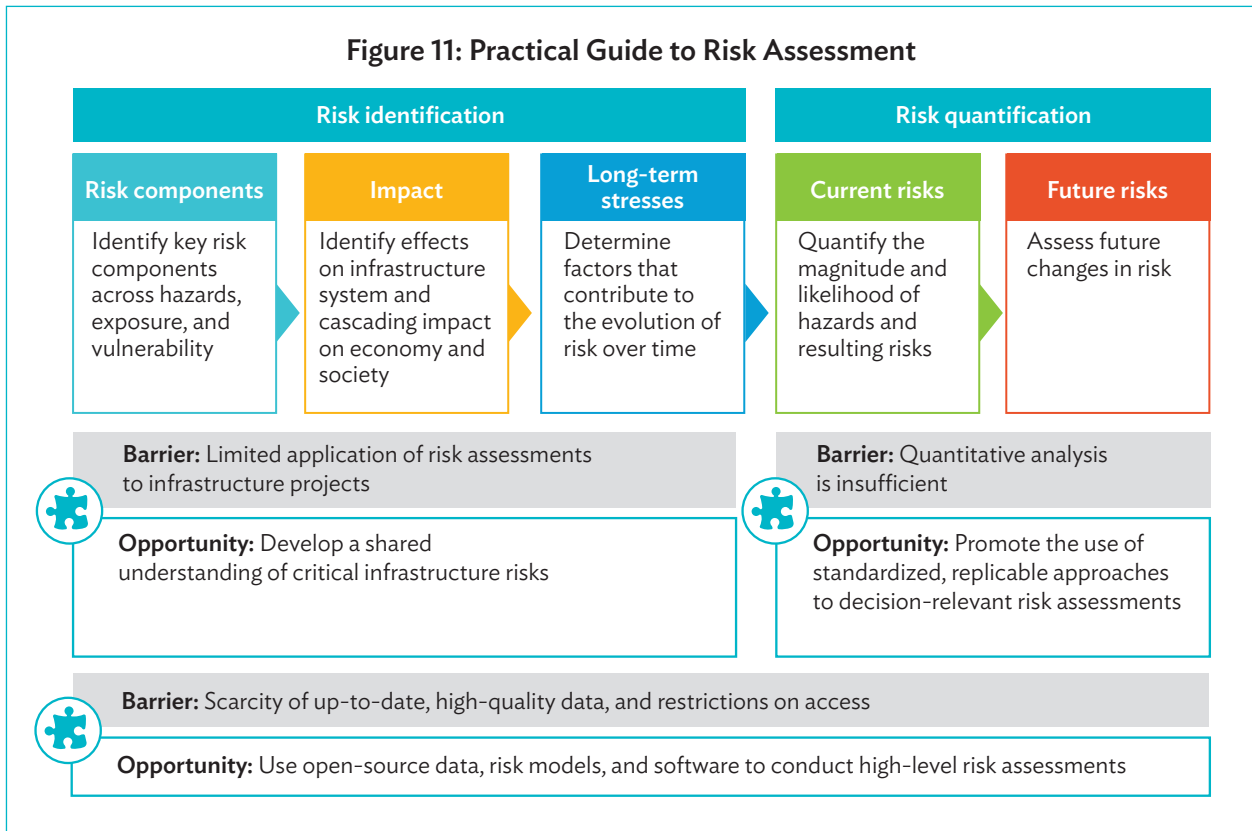 Figure 11: Practical Guide to Risk Assessment
Risk identification
Risk quantification
Risk components
Identify key risk
components
across hazards,
exposure, and
vulnerability
Impact
Identify effects
on infrastructure
system and
cascading impact
on economy and
society
Long-term
stresses
Determine
factors that
contribute to
the evolution of
risk over time
Current risks
Quantify the
magnitude and
likelihood of
hazards and
resulting risks
Future risks
Assess future
changes in risk
Barrier: Limited application of risk assessments
to infrastructure projects
Opportunity: Develop a shared
understanding of critical infrastructure risks
Barrier: Quantitative analysis
is insufficient
Opportunity: Promote the use of
standardized, replicable approaches
to decision-relevant risk assessments
Barrier: Scarcity of up-to-date, high-quality data, and restrictions on access
Opportunity: Use open-source data, risk models, and software to conduct high-level risk assessments